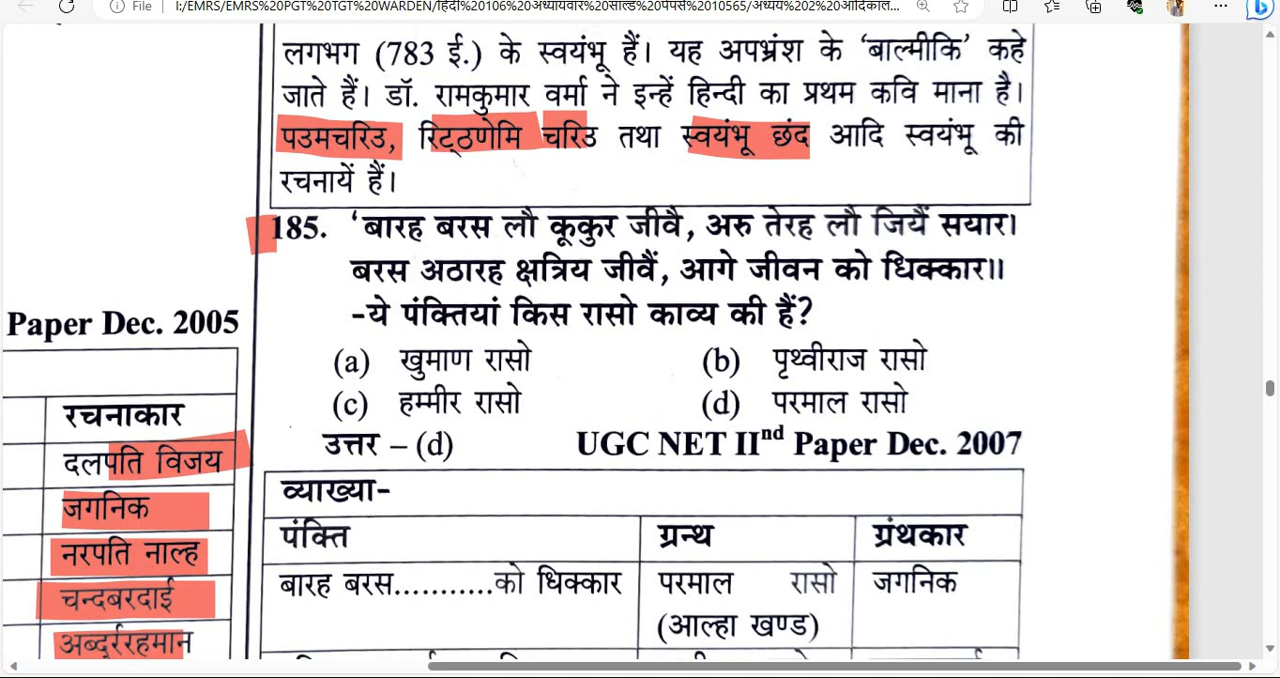 File
I:/EMRS/EMRS%20PGT%20TGT%20WARDEN/हिंदी%20106%20अध्यायवार%20साल्वड%20पेपर्स%2010565/अध्याय%202%20आदिकाल...
लगभग (783 ई.) के स्वयंभू हैं। यह अपभ्रंश के ‘बाल्मीकि’ कहे
जाते हैं। डॉ. रामकुमार वर्मा ने इन्हें हिन्दी का प्रथम कवि माना है।
पउमचरिउ, रिट्ठणेमि चरिउ तथा स्वयंभू छंद आदि स्वयंभू की
रचनायें हैं।
185. ‘बारह बरस लौ कूकुर जीवै, अरु तेरह लौ जियैं सयार।
बरस अठारह क्षत्रिय जीवैं, आगे जीवन को धिक्कार॥
-ये पंक्तियां किस रासो काव्य की हैं?
(a) खुमाण रासो (b) पृथ्वीराज रासो
(c) हम्मीर रासो (d) परमाल रासो
उत्तर – (d) UGC NET IInd Paper Dec. 2007
व्याख्या-
पंक्ति ग्रन्थ ग्रंथकार
बारह बरस............को धिक्कार परमाल रासो जगनिक
(आल्हा खण्ड)
Paper Dec. 2005
रचनाकार
दलपति विजय
जगनिक
नरपति नाल्ह
चन्दबरदाई
अब्दुर्ररहमान